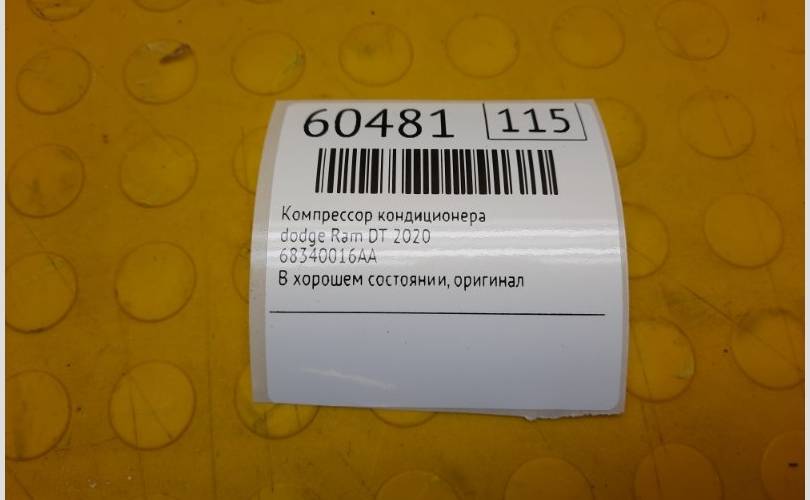 60481 115
Компрессор кондиционера
dodge Ram DT 2020
68340016AA
В хорошем состоянии, оригинал